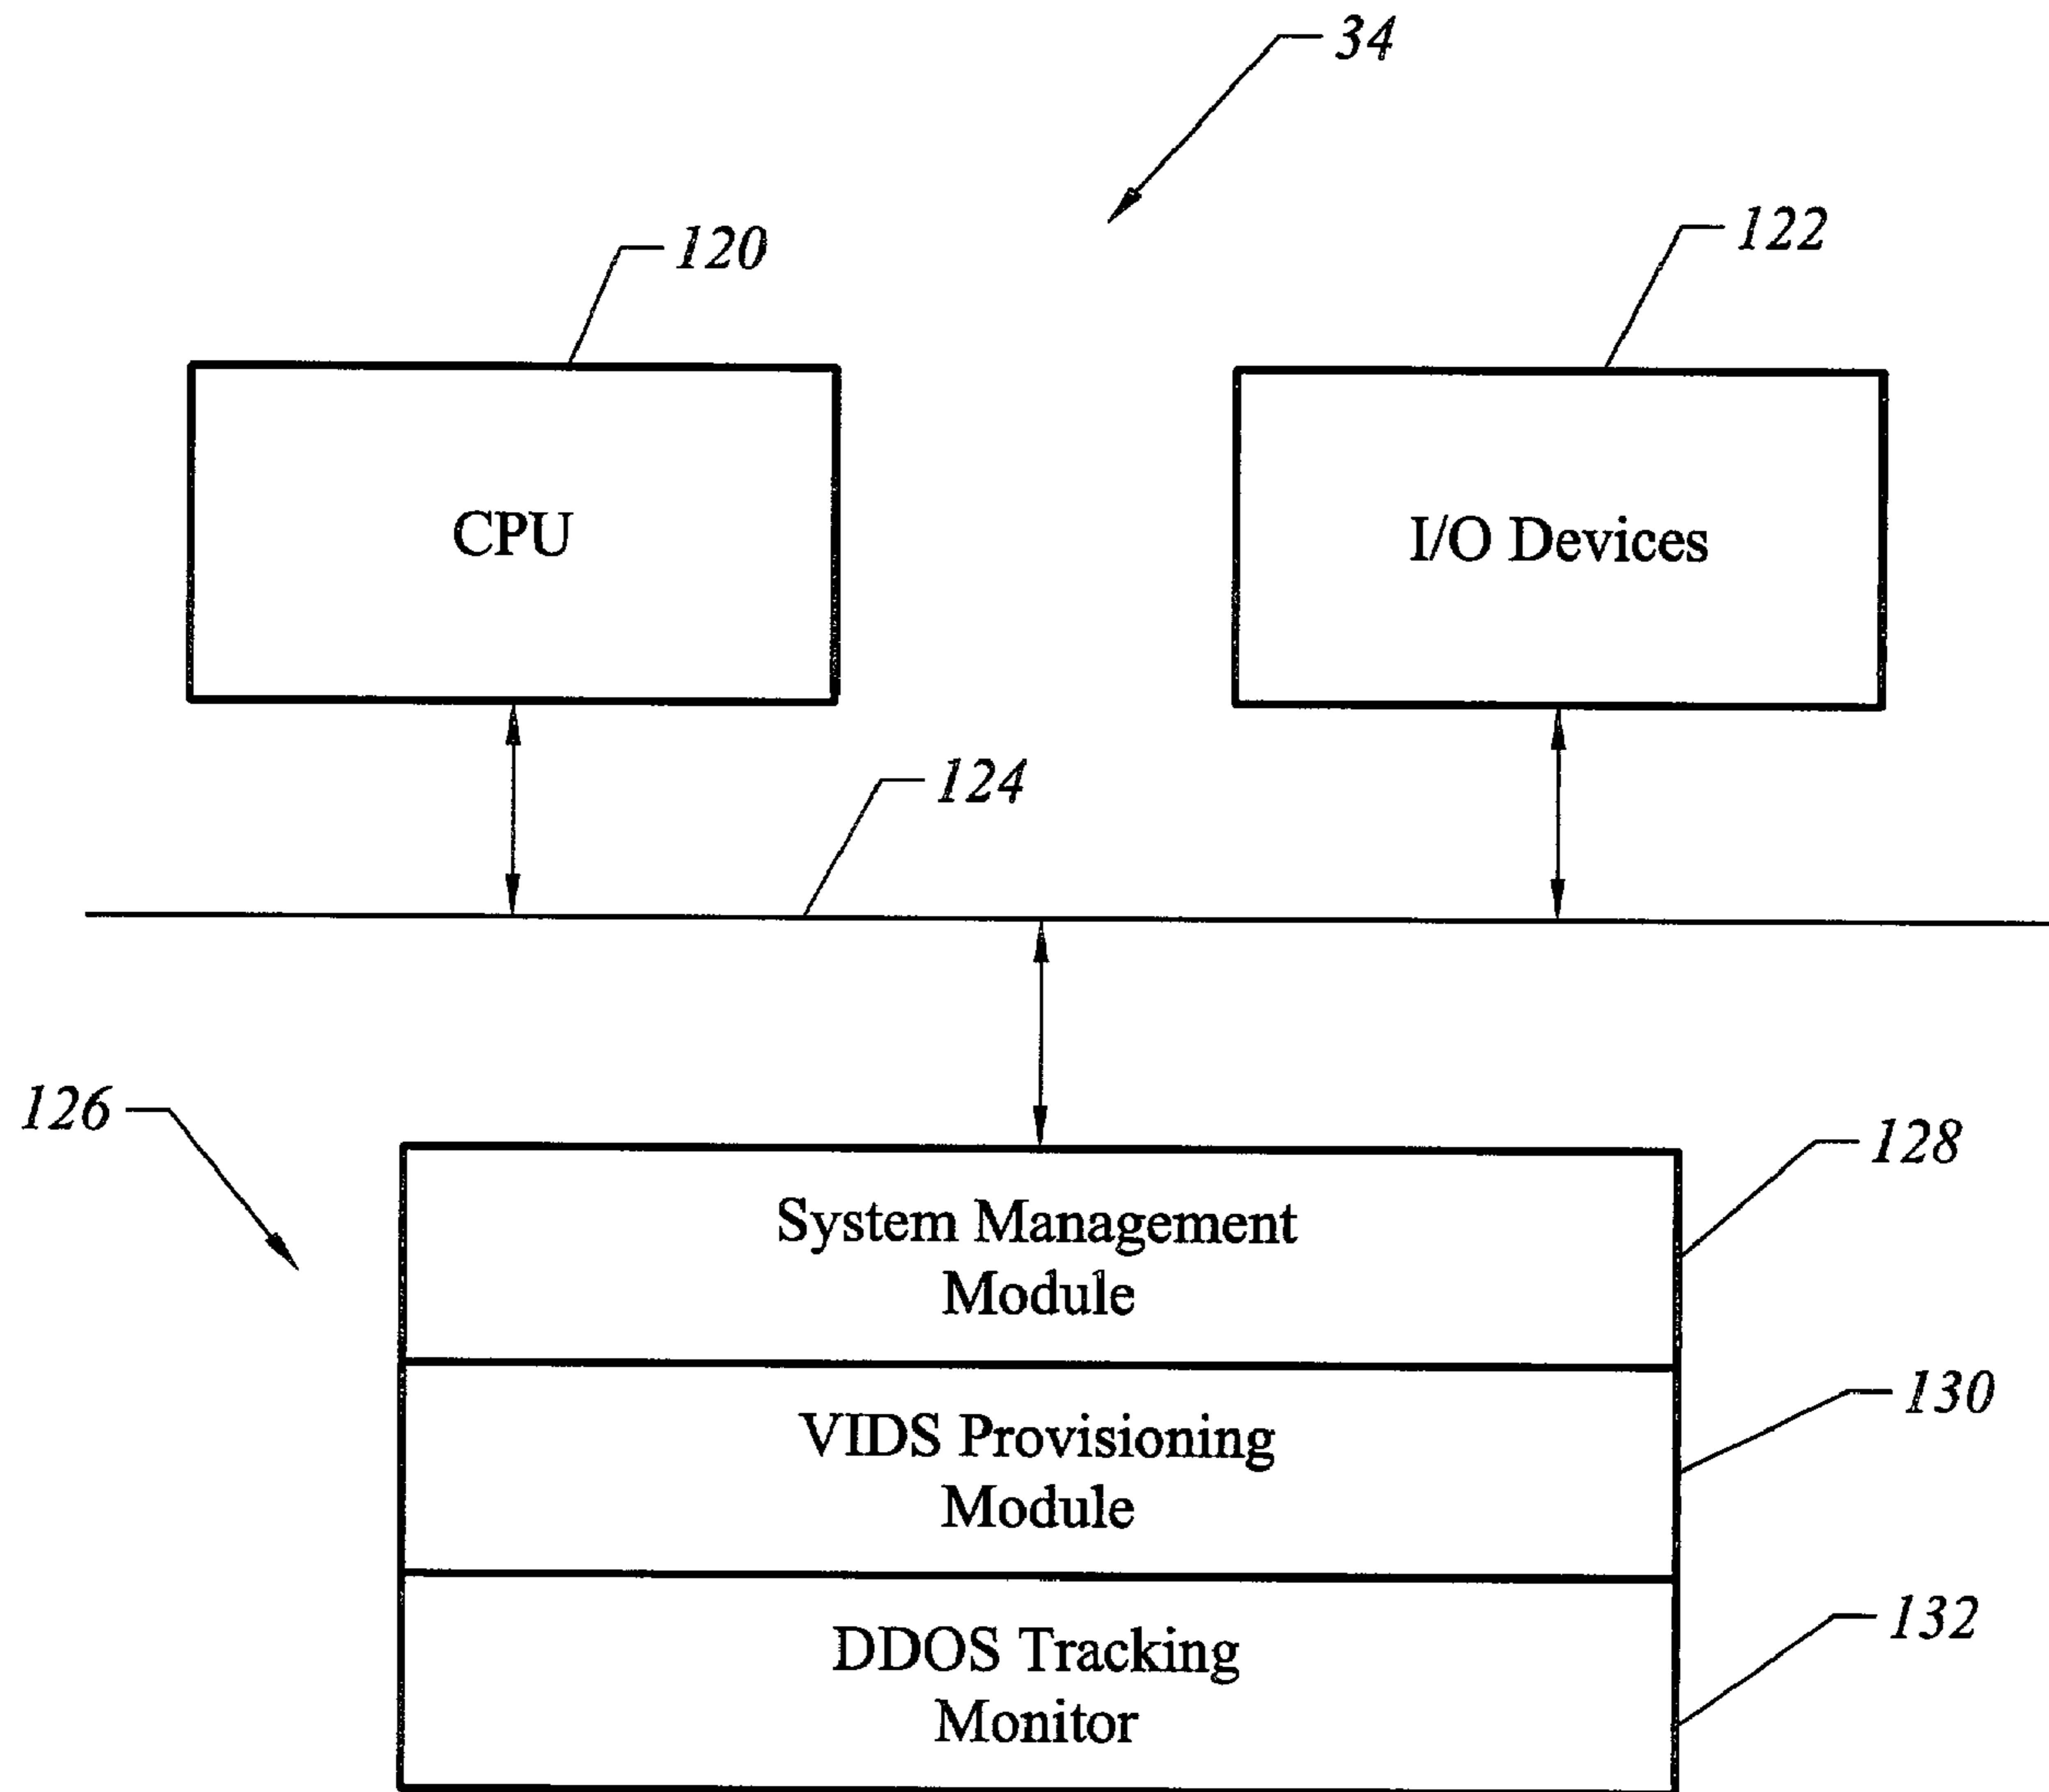 34
120
122
CPU
I/O Devices
124
126
128
System Management
Module
130
VIDS Provisioning
Module
132
DDOS Tracking
Monitor